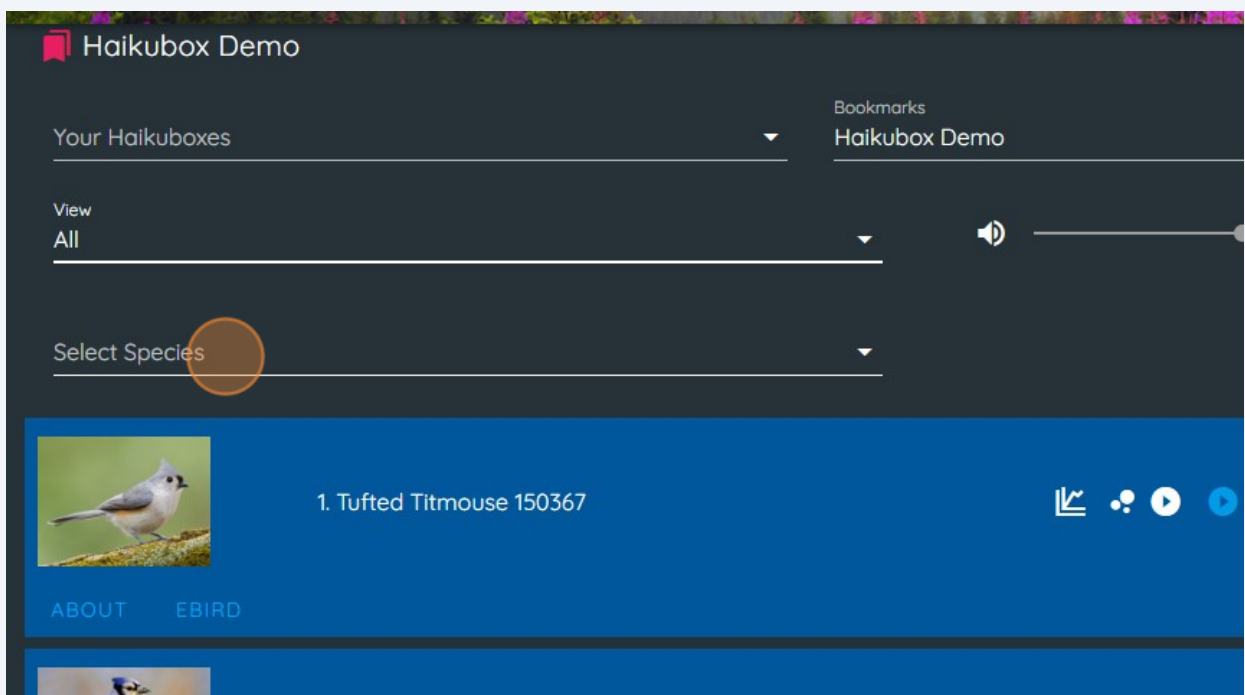 Haikubox Demo
Your Haikuboxes
Bookmarks
Haikubox Demo
View
All
Select Species
1. Tufted Titmouse 150367
ABOUT EBIRD